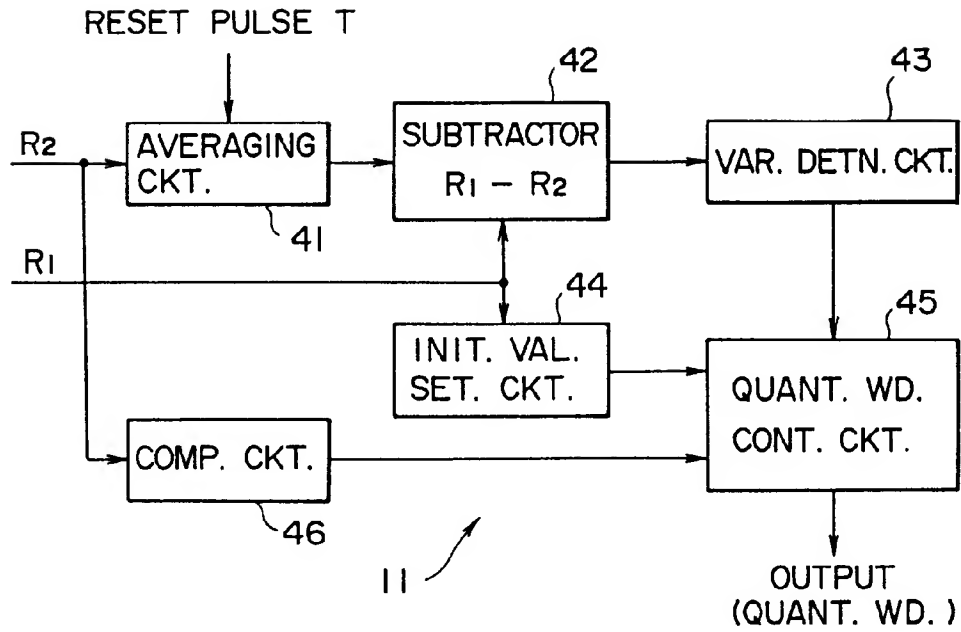 RESET PULSE T
42
43
R2
AVERAGING
CKT.
SUBTRACTOR
R1 − R2
VAR. DETN. CKT.
41
R1
44
45
INIT. VAL.
SET. CKT.
QUANT. WD.
CONT. CKT.
COMP. CKT.
46
11
OUTPUT
(QUANT. WD.)